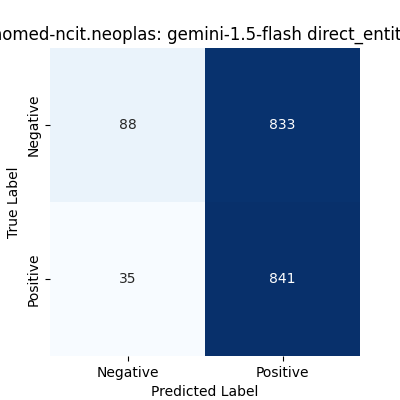 nomed-ncit.neoplas: gemini-1.5-flash direct_entit
Negative
88
833
True Label
Positive
35
841
Negative
Positive
Predicted Label